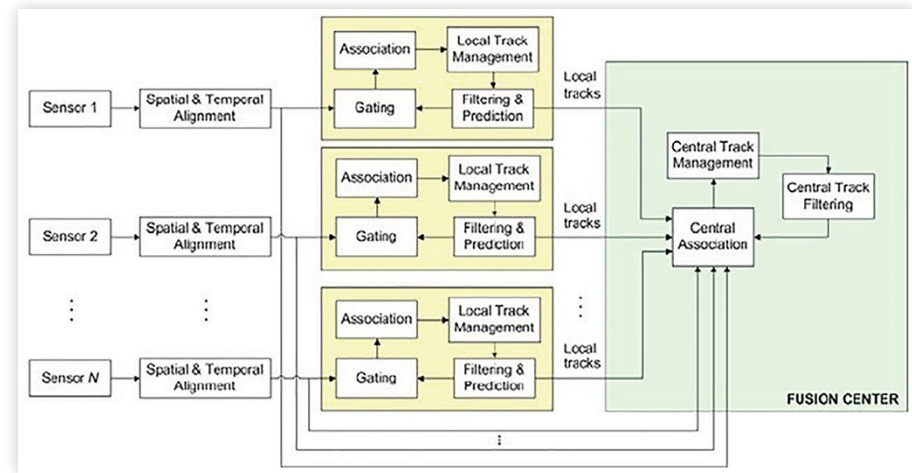 Sensor 1
Spatial & Temporal
Alignment
Association
Local Track
Management
Gating
Filtering &
Prediction
Local
tracks
Sensor 2
Spatial & Temporal
Alignment
Association
Local Track
Management
Gating
Filtering &
Prediction
Local
tracks
Sensor N
Spatial & Temporal
Alignment
Association
Local Track
Management
Gating
Filtering &
Prediction
Local
tracks
Central Track
Management
Central Track
Filtering
Central
Association
FUSION CENTER